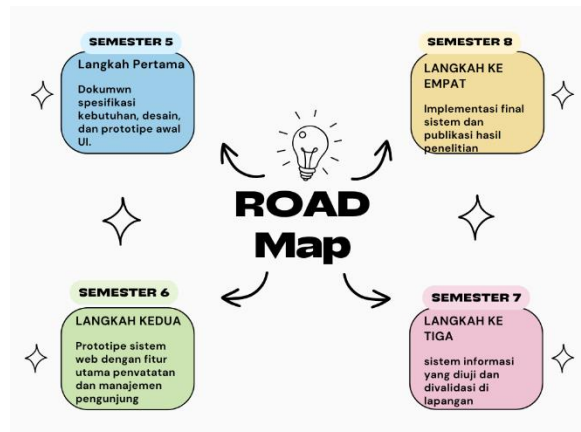 SEMESTER 5
Langkah Pertama
Dokumwn
spesifikasi
kebutuhan, desain,
dan prototipe awal
UI.
SEMESTER 8
LANGKAH KE
EMPAT
Implementasi final
sistem dan
publikasi hasil
penelitian
ROAD
Map
SEMESTER 6
LANGKAH KEDUA
Prototipe sistem
web dengan fitur
utama penvatatan
dan manajemen
pengunjung
SEMESTER 7
LANGKAH KE
TIGA
sistem informasi
yang diuji dan
divalidasi di
lapangan